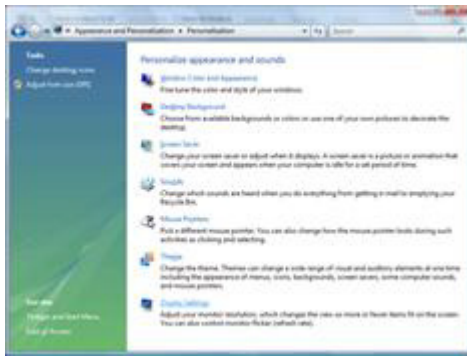 Appearance and Personalization ▸ Personalization
Tasks
Change desktop icons
Adjust font size (DPI)
Personalize appearance and sounds
Window Color and Appearance
Fine tune the color and style of your windows.
Desktop Background
Choose from available backgrounds or colors or use one of your own pictures to decorate the
desktop.
Screen Saver
Change your screen saver or adjust when it displays. A screen saver is a picture or animation that
covers your screen and appears when your computer is idle for a set period of time.
Sounds
Change which sounds are heard when you do everything from getting e-mail to emptying your
Recycle Bin.
Mouse Pointers
Pick a different mouse pointer. You can also change how the mouse pointer looks during such
activities as clicking and selecting.
Theme
Change the theme. Themes can change a wide range of visual and auditory elements at one time
including the appearance of menus, icons, backgrounds, screen savers, some computer sounds,
and mouse pointers.
Display Settings
Adjust your monitor resolution, which changes the view so more or fewer items fit on the screen.
You can also control monitor flicker (refresh rate).
See also
Taskbar and Start Menu
Ease of Access